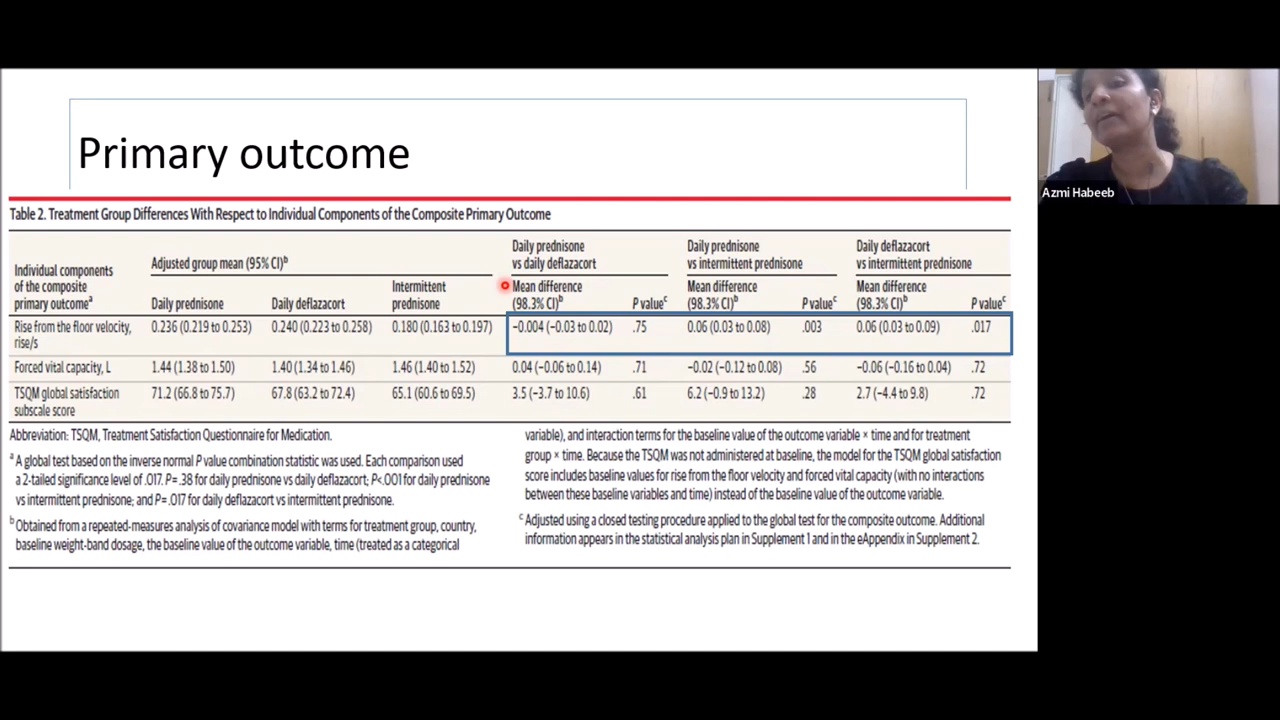 Primary outcome
Azmi Habeeb
Table 2. Treatment Group Differences With Respect to Individual Components of the Composite Primary Outcome
Individual components of the composite primary outcomeᵃ
Adjusted group mean (95% CI)ᵇ
Daily prednisone vs daily deflazacort
Daily prednisone vs intermittent prednisone
Daily deflazacort vs intermittent prednisone
Daily prednisone Daily deflazacort Intermittent prednisone Mean difference (98.3% CI)ᵇ P valueᶜ Mean difference (98.3% CI)ᵇ P valueᶜ Mean difference (98.3% CI)ᵇ P valueᶜ
Rise from the floor velocity, rise/s 0.236 (0.219 to 0.253) 0.240 (0.223 to 0.258) 0.180 (0.163 to 0.197) −0.004 (−0.03 to 0.02) .75 0.06 (0.03 to 0.08) .003 0.06 (0.03 to 0.09) .017
Forced vital capacity, L 1.44 (1.38 to 1.50) 1.40 (1.34 to 1.46) 1.46 (1.40 to 1.52) 0.04 (−0.06 to 0.14) .71 −0.02 (−0.12 to 0.08) .56 −0.06 (−0.16 to 0.04) .72
TSQM global satisfaction subscale score 71.2 (66.8 to 75.7) 67.8 (63.2 to 72.4) 65.1 (60.6 to 69.5) 3.5 (−3.7 to 10.6) .61 6.2 (−0.9 to 13.2) .28 2.7 (−4.4 to 9.8) .72
Abbreviation: TSQM, Treatment Satisfaction Questionnaire for Medication.
ᵃ A global test based on the inverse normal P value combination statistic was used. Each comparison used
a 2-tailed significance level of .017. P=.38 for daily prednisone vs daily deflazacort; P<.001 for daily prednisone
vs intermittent prednisone; and P=.017 for daily deflazacort vs intermittent prednisone.
ᵇ Obtained from a repeated-measures analysis of covariance model with terms for treatment group, country,
baseline weight-band dosage, the baseline value of the outcome variable, time (treated as a categorical
variable), and interaction terms for the baseline value of the outcome variable × time and for treatment
group × time. Because the TSQM was not administered at baseline, the model for the TSQM global satisfaction
score includes baseline values for rise from the floor velocity and forced vital capacity (with no interactions
between these baseline variables and time) instead of the baseline value of the outcome variable.
ᶜ Adjusted using a closed testing procedure applied to the global test for the composite outcome. Additional
information appears in the statistical analysis plan in Supplement 1 and in the eAppendix in Supplement 2.